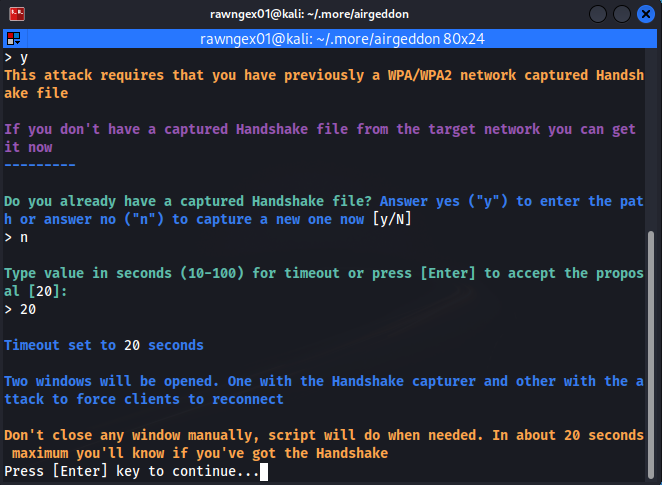 rawngex01@kali: ~/.more/airgeddon
rawngex01@kali: ~/.more/airgeddon 80x24
> y
This attack requires that you have previously a WPA/WPA2 network captured Handsh
ake file
If you don't have a captured Handshake file from the target network you can get
it now
---------
Do you already have a captured Handshake file? Answer yes ("y") to enter the pat
h or answer no ("n") to capture a new one now [y/N]
> n
Type value in seconds (10-100) for timeout or press [Enter] to accept the propos
al [20]:
> 20
Timeout set to 20 seconds
Two windows will be opened. One with the Handshake capturer and other with the a
ttack to force clients to reconnect
Don't close any window manually, script will do when needed. In about 20 seconds
maximum you'll know if you've got the Handshake
Press [Enter] key to continue...